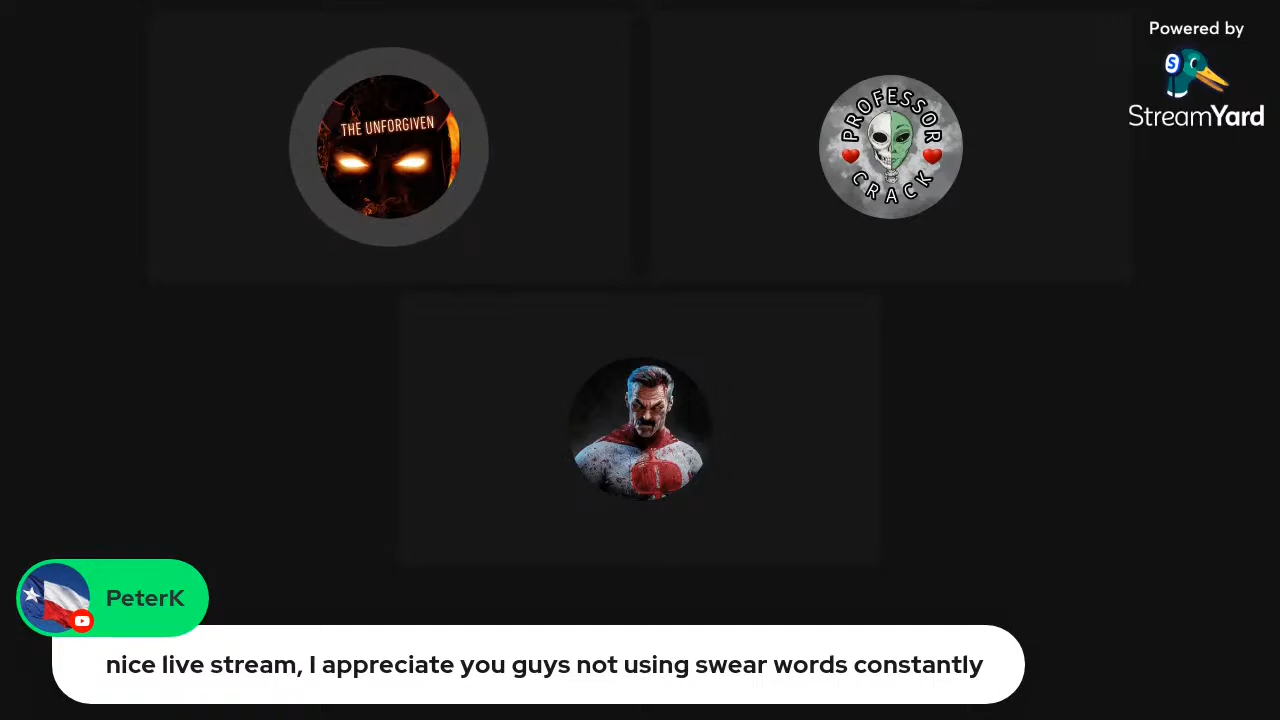 Powered by
StreamYard
THE UNFORGIVEN
PROFESSOR
CRACK
PeterK
nice live stream, I appreciate you guys not using swear words constantly